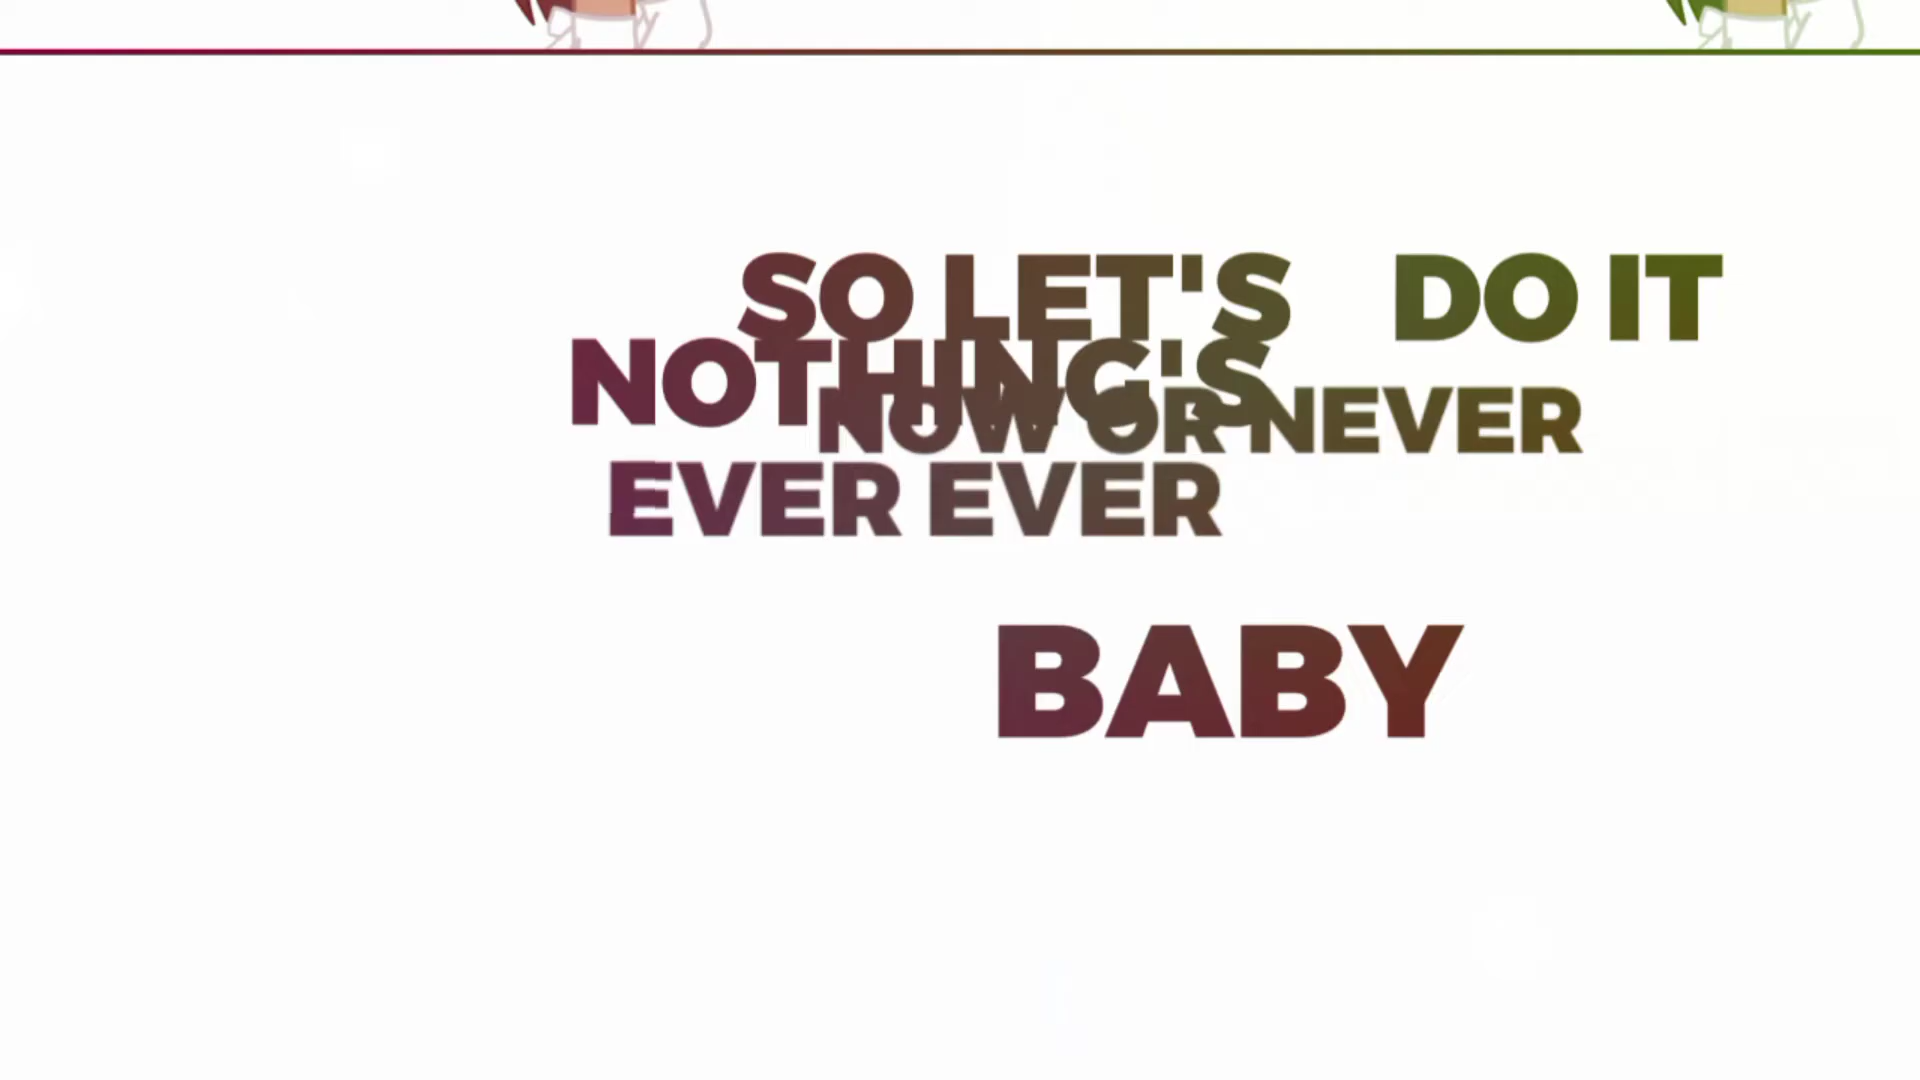 SO LET'S DO IT
NOTHING'S
NOW OR NEVER
EVER EVER
BABY